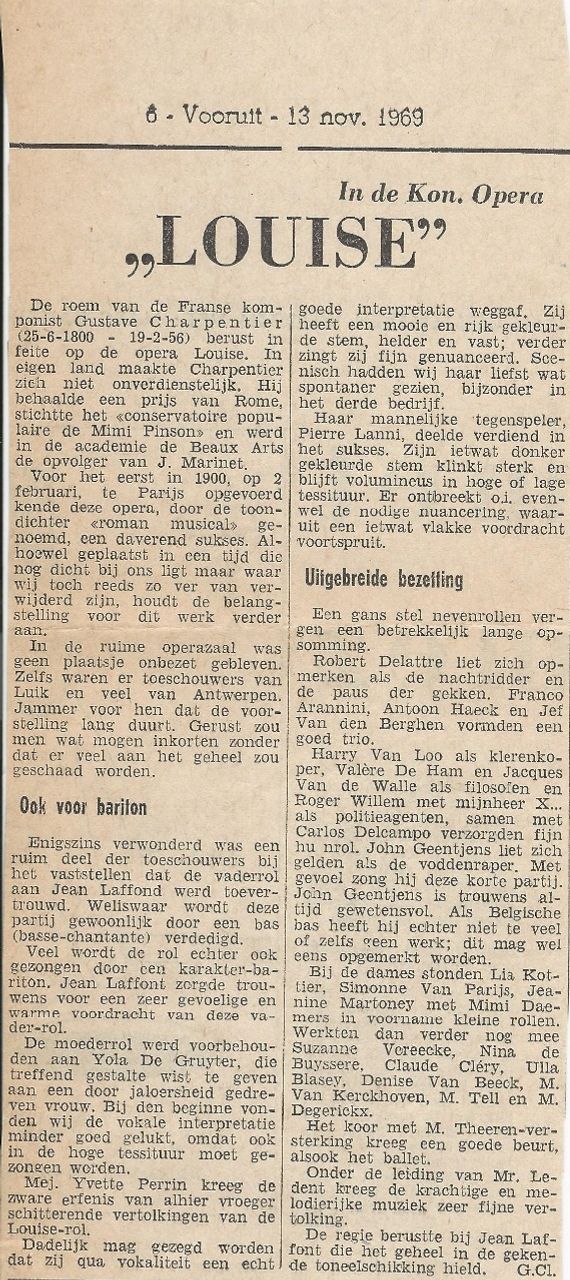 6 - Vooruit - 13 nov. 1969
In de Kon. Opera
„LOUISE”
De roem van de Franse kom-
ponist Gustave Charpentier
(25-6-1800 - 19-2-56) berust in
feite op de opera Louise. In
eigen land maakte Charpentier
zich niet onverdienstelijk. Hij
behaalde een prijs van Rome,
stichtte het «conservatoire popu-
laire de Mimi Pinson» en werd
in de academie de Beaux Arts
de opvolger van J. Marinet.
Voor het eerst in 1900, op 2
februari, te Parijs opgevoerd
kende deze opera, door de toon-
dichter «roman musical» ge-
noemd, een daverend sukses. Al-
hoewel geplaatst in een tijd die
nog dicht bij ons ligt maar waar
wij toch reeds zo ver van ver-
wijderd zijn, houdt de belang-
stelling voor dit werk verder
aan.
In de ruime operazaal was
geen plaatsje onbezet gebleven.
Zelfs waren er toeschouwers van
Luik en veel van Antwerpen.
Jammer voor hen dat de voor-
stelling lang duurt. Gerust zou
men wat mogen inkorten zonder
dat er veel aan het geheel zou
geschaad worden.
Ook voor bariton
Enigszins verwonderd was een
ruim deel der toeschouwers bij
het vaststellen dat de vaderrol
aan Jean Laffond werd toever-
trouwd. Weliswaar wordt deze
partij gewoonlijk door een bas
(basse-chantante) verdedigd.
Veel wordt de rol echter ook
gezongen door een karakter-ba-
riton. Jean Laffont zorgde trou-
wens voor een zeer gevoelige en
warme voordracht van deze va-
der-rol.
De moederrol werd voorbehou-
den aan Yola De Gruyter, die
treffend gestalte wist te geven
aan een door jaloersheid gedre-
ven vrouw. Bij den beginne von-
den wij de vokale interpretatie
minder goed gelukt, omdat ook
in de hoge tessituur moet ge-
zongen worden.
Mej. Yvette Perrin kreeg de
zware erfenis van alhier vroeger
schitterende vertolkingen van de
Louise-rol.
Dadelijk mag gezegd worden
dat zij qua vokaliteit een echt
goede interpretatie weggaf. Zij
heeft een mooie en rijk gekleur-
de stem, helder en vast; verder
zingt zij fijn genuanceerd. Sce-
nisch hadden wij haar liefst wat
spontaner gezien, bijzonder in
het derde bedrijf.
Haar mannelijke tegenspeler,
Pierre Lanni, deelde verdiend in
het sukses. Zijn ietwat donker
gekleurde stem klinkt sterk en
blijft volumineus in hoge of lage
tessituur. Er ontbreekt o.i. even-
wel de nodige nuancering, waar-
uit een ietwat vlakke voordracht
voortspruit.
Uitgebreide bezetting
Een gans stel nevenrollen ver-
gen een betrekkelijk lange op-
somming.
Robert Delattre liet zich op-
merken als de nachtridder en
de paus der gekken. Franco
Arannini, Antoon Haeck en Jef
Van den Berghen vormden een
goed trio.
Harry Van Loo als klerenko-
per, Valère De Ham en Jacques
Van de Walle als filosofen en
Roger Willem met mijnheer X...
als politieagenten, samen met
Carlos Delcampo verzorgden fijn
hu nrol. John Geentjens liet zich
gelden als de voddenraper. Met
gevoel zong hij deze korte partij.
John Geentjens is trouwens al-
tijd gewetensvol. Als Belgische
bas heeft hij echter niet te veel
of zelfs geen werk; dit mag wel
eens opgemerkt worden.
Bij de dames stonden Lia Kot-
tier, Simonne Van Parijs, Jea-
nine Martoney met Mimi Dae-
mers in voorname kleine rollen.
Werkten dan verder nog mee
Suzanne Vereecke, Nina de
Buyssere, Claude Cléry, Ulla
Blasey, Denise Van Beeck, M.
Van Kerckhoven, M. Tell en M.
Degerickx.
Het koor met M. Theeren-ver-
sterking kreeg een goede beurt,
alsook het ballet.
Onder de leiding van Mr. Le-
dent kreeg de krachtige en me-
lodierijke muziek zeer fijne ver-
tolking.
De regie berustte bij Jean Laf-
font die het geheel in de geken-
de toneelschikking hield. G.Cl.